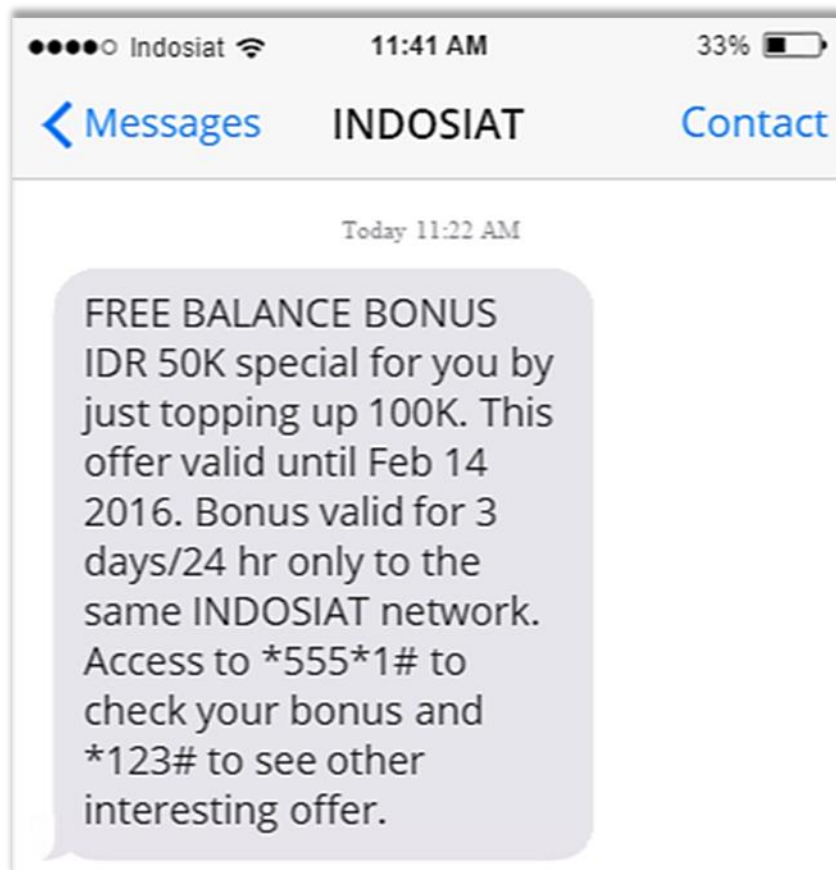 Indosiat 11:41 AM 33%
Messages INDOSIAT Contact
Today 11:22 AM
FREE BALANCE BONUS
IDR 50K special for you by
just topping up 100K. This
offer valid until Feb 14
2016. Bonus valid for 3
days/24 hr only to the
same INDOSIAT network.
Access to *555*1# to
check your bonus and
*123# to see other
interesting offer.